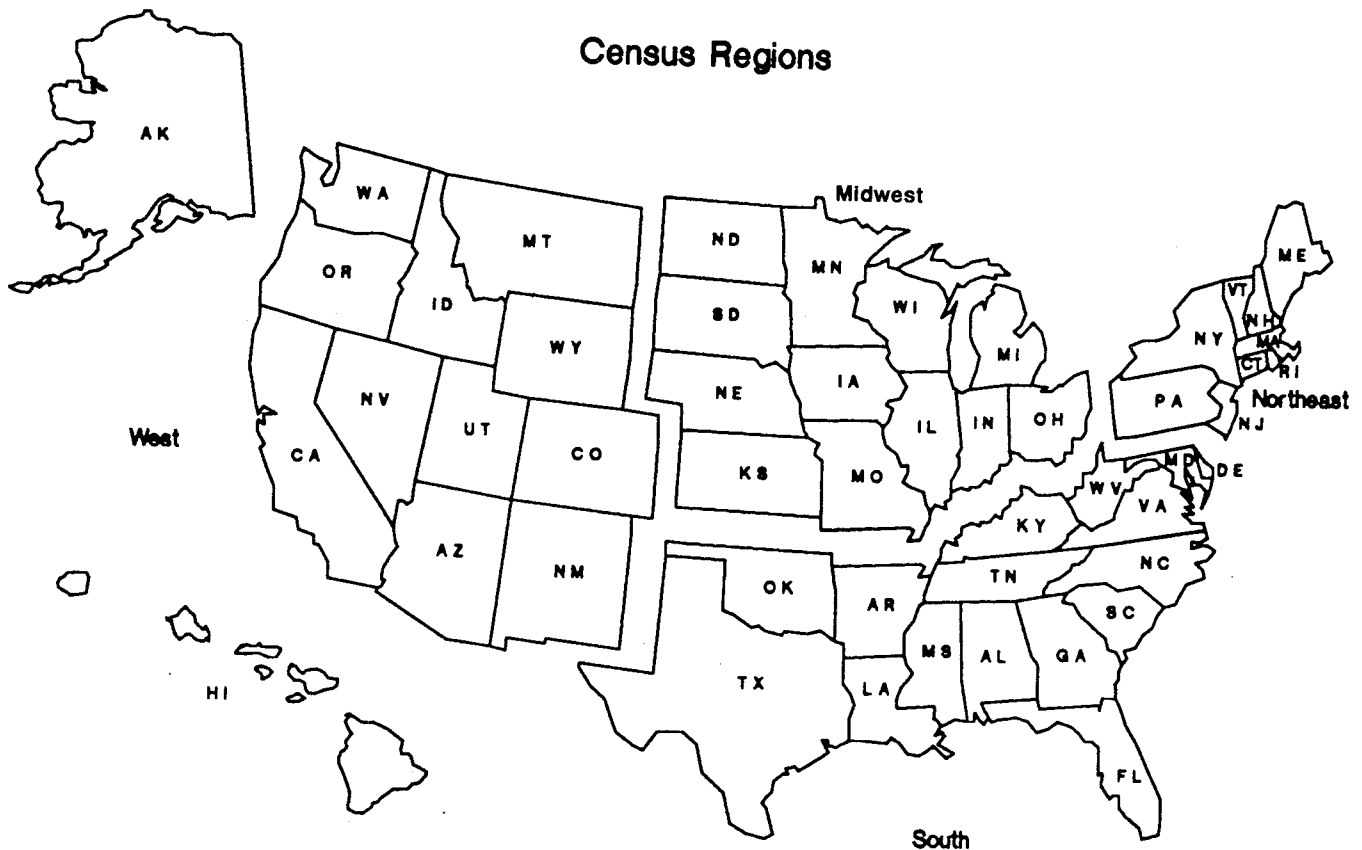 Census Regions
AK
WA
Midwest
MT
ND
MN
ME
OR
ID
SD
WI
VT
NH
NY
MA
WY
MI
CT
RI
NV
NE
IA
PA
Northeast
NJ
West
UT
CO
IL
IN
OH
CA
KS
MO
MD
DE
WV
VA
KY
AZ
NM
OK
TN
NC
AR
SC
MS
AL
GA
HI
TX
LA
FL
South